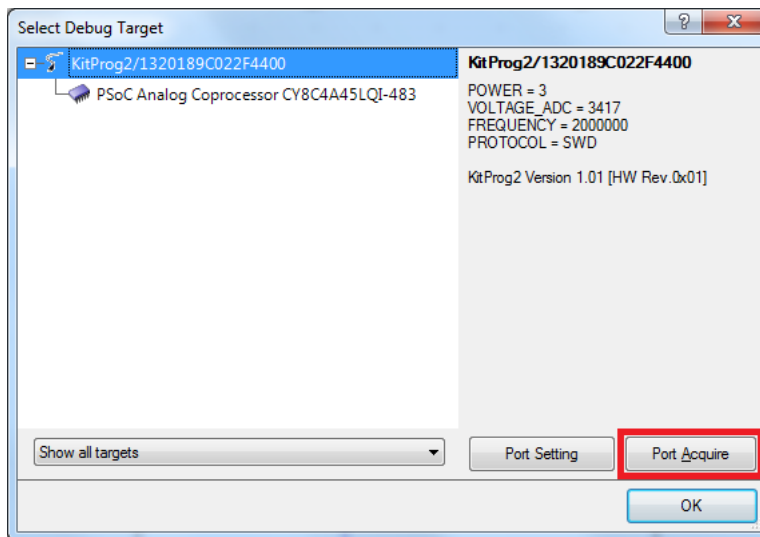 Select Debug Target
KitProg2/1320189C022F4400
PSoC Analog Coprocessor CY8C4A45LQI-483
KitProg2/1320189C022F4400
POWER = 3
VOLTAGE_ADC = 3417
FREQUENCY = 2000000
PROTOCOL = SWD
KitProg2 Version 1.01 [HW Rev.0x01]
Show all targets
Port Setting
Port Acquire
OK